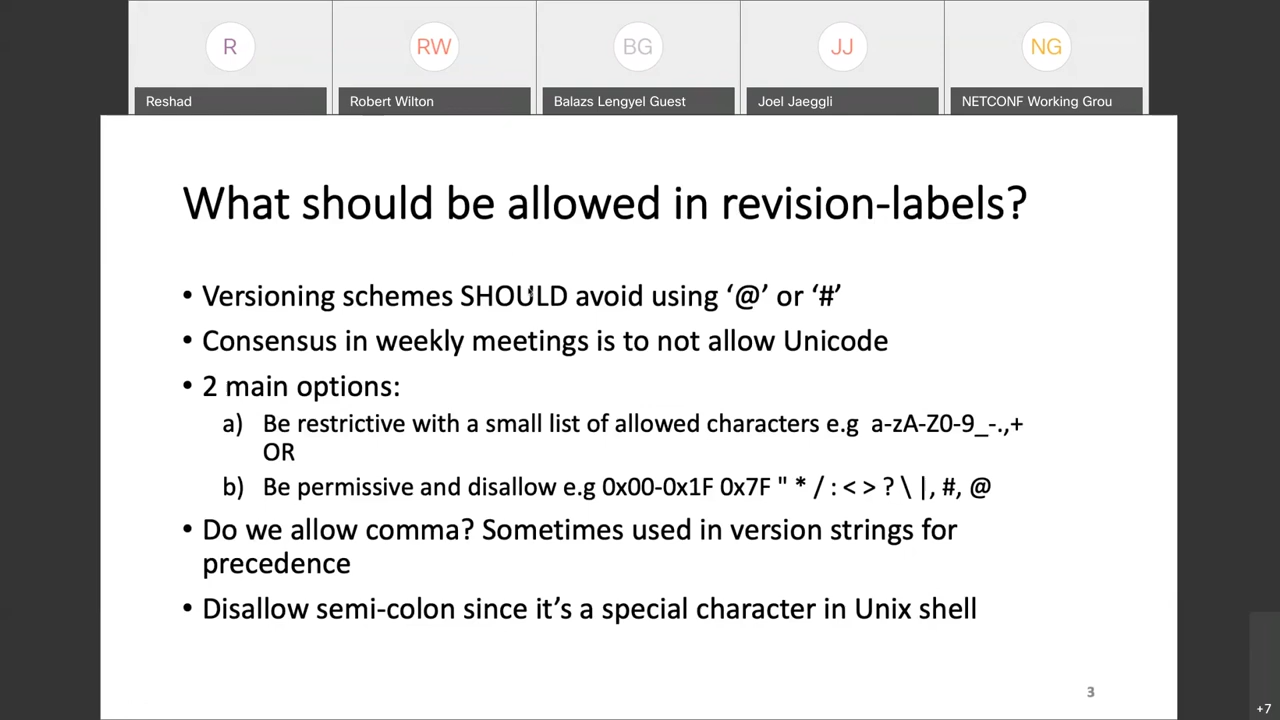 R
RW
BG
JJ
NG
Reshad
Robert Wilton
Balazs Lengyel Guest
Joel Jaeggli
NETCONF Working Grou
What should be allowed in revision-labels?
• Versioning schemes SHOULD avoid using ‘@’ or ‘#’
• Consensus in weekly meetings is to not allow Unicode
• 2 main options:
a) Be restrictive with a small list of allowed characters e.g a-zA-Z0-9_-.,+
OR
b) Be permissive and disallow e.g 0x00-0x1F 0x7F " * / : < > ? \ |, #, @
• Do we allow comma? Sometimes used in version strings for
precedence
• Disallow semi-colon since it’s a special character in Unix shell
3
+7